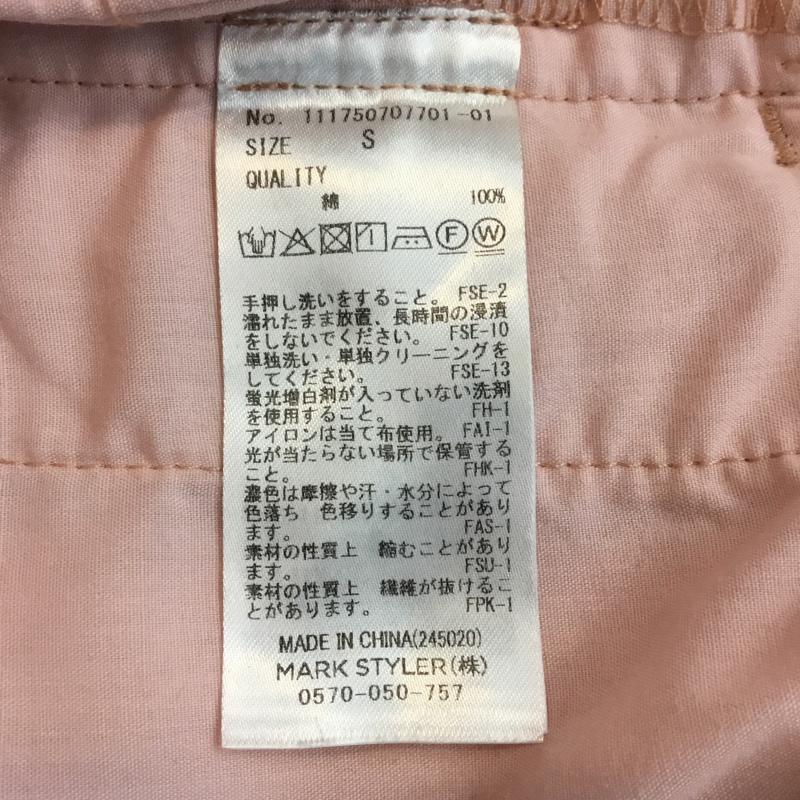 No. 111750707701-01
SIZE S
QUALITY
綿 100%
F W
手押し洗いをすること。 FSE-2
濡れたまま放置、長時間の浸漬
をしないでください。 FSE-10
単独洗い・単独クリーニングを
してください。 FSE-13
蛍光増白剤が入っていない洗剤
を使用すること。 FH-1
アイロンは当て布使用。 FAI-1
光が当たらない場所で保管する
こと。 FHK-1
濃色は摩擦や汗・水分によって
色落ち 色移りすることがあり
ます。 FAS-1
素材の性質上 縮むことがあり
ます。 FSU-1
素材の性質上 繊維が抜けるこ
とがあります。 FPK-1
MADE IN CHINA(245020)
MARK STYLER(株)
0570-050-757